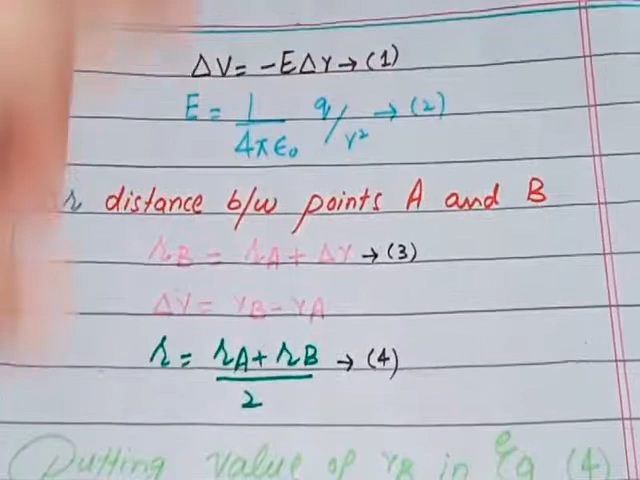 ΔV = -EΔr → (1)
E = 1/4πε₀ q/r² → (2)
r distance b/w points A and B
rB = rA + Δr → (3)
Δr = rB - rA
r = rA + rB / 2 → (4)
Putting value of rB in Eq (4)